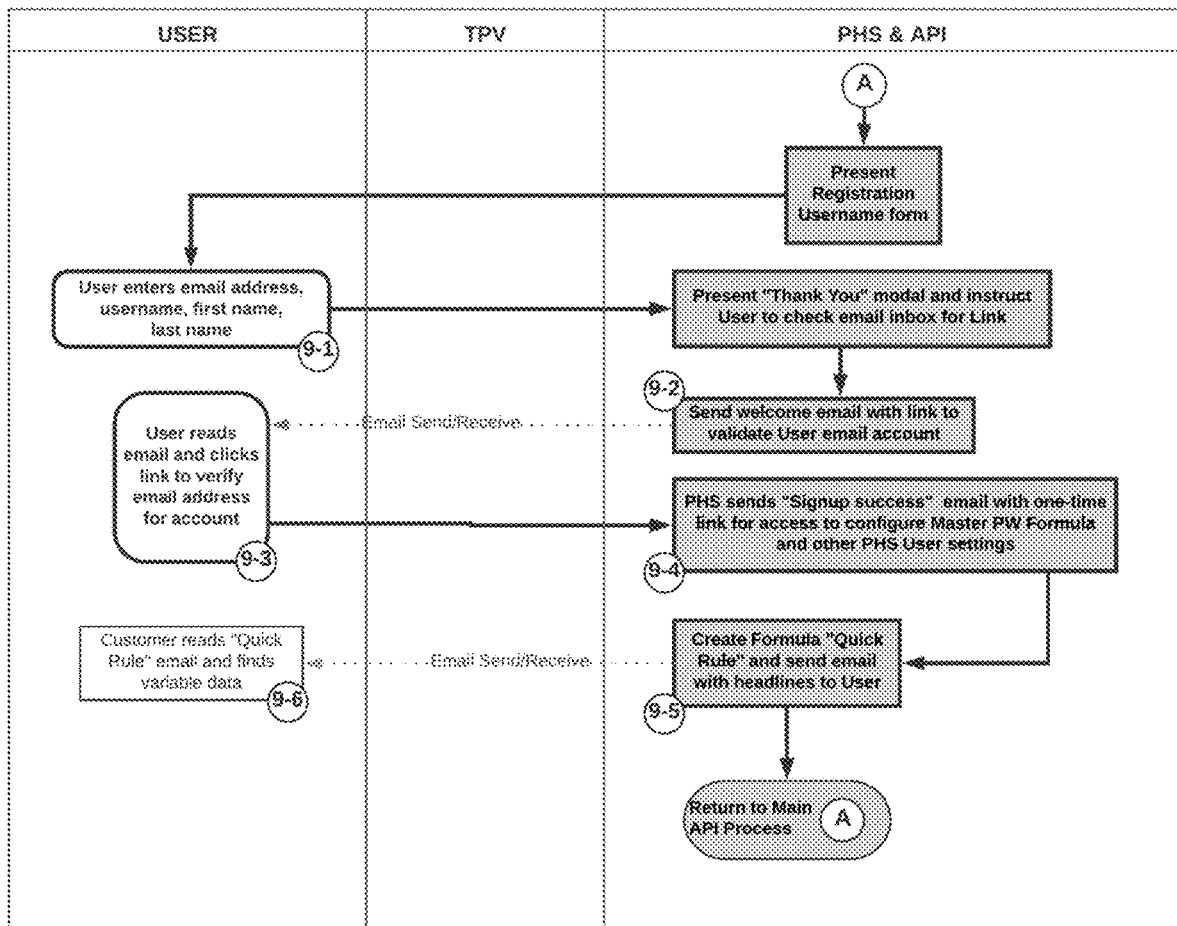 USER
TPV
PHS & API
A
Present
Registration
Username form
User enters email address,
username, first name,
last name
9-1
Present "Thank You" modal and instruct
User to check email inbox for Link
9-2
Send welcome email with link to
validate User email account
Email Send/Receive
User reads
email and clicks
link to verify
email address
for account
9-3
PHS sends "Signup success" email with one-time
link for access to configure Master PW Formula
and other PHS User settings
9-4
Customer reads "Quick
Rule" email and finds
variable data
9-6
Email Send/Receive
Create Formula "Quick
Rule" and send email
with headlines to User
9-5
Return to Main
API Process
A